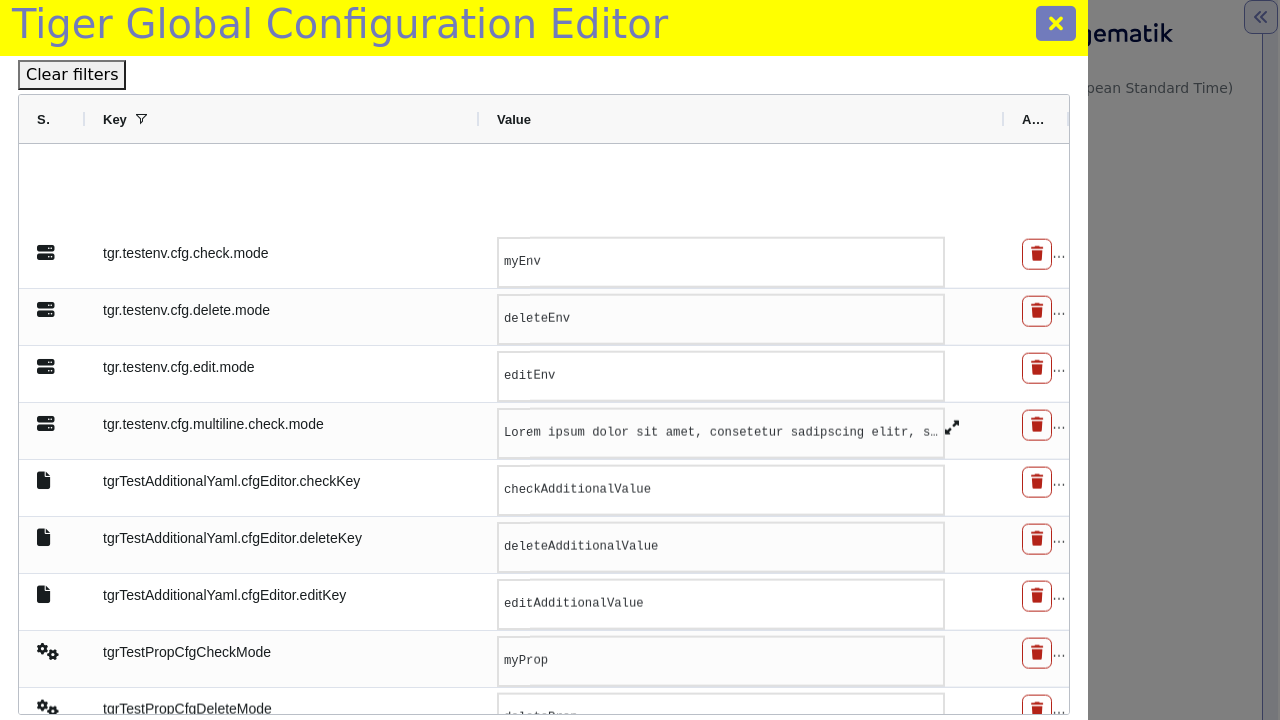 Tiger Global Configuration Editor
gematik
pean Standard Time)
Clear filters
S. Key Value A...
tgr.testenv.cfg.check.mode myEnv ...
tgr.testenv.cfg.delete.mode deleteEnv ...
tgr.testenv.cfg.edit.mode editEnv ...
tgr.testenv.cfg.multiline.check.mode Lorem ipsum dolor sit amet, consetetur sadipscing elitr, s… ...
tgrTestAdditionalYaml.cfgEditor.checkKey checkAdditionalValue ...
tgrTestAdditionalYaml.cfgEditor.deleteKey deleteAdditionalValue ...
tgrTestAdditionalYaml.cfgEditor.editKey editAdditionalValue ...
tgrTestPropCfgCheckMode myProp ...
tgrTestPropCfgDeleteMode deleteProp ...